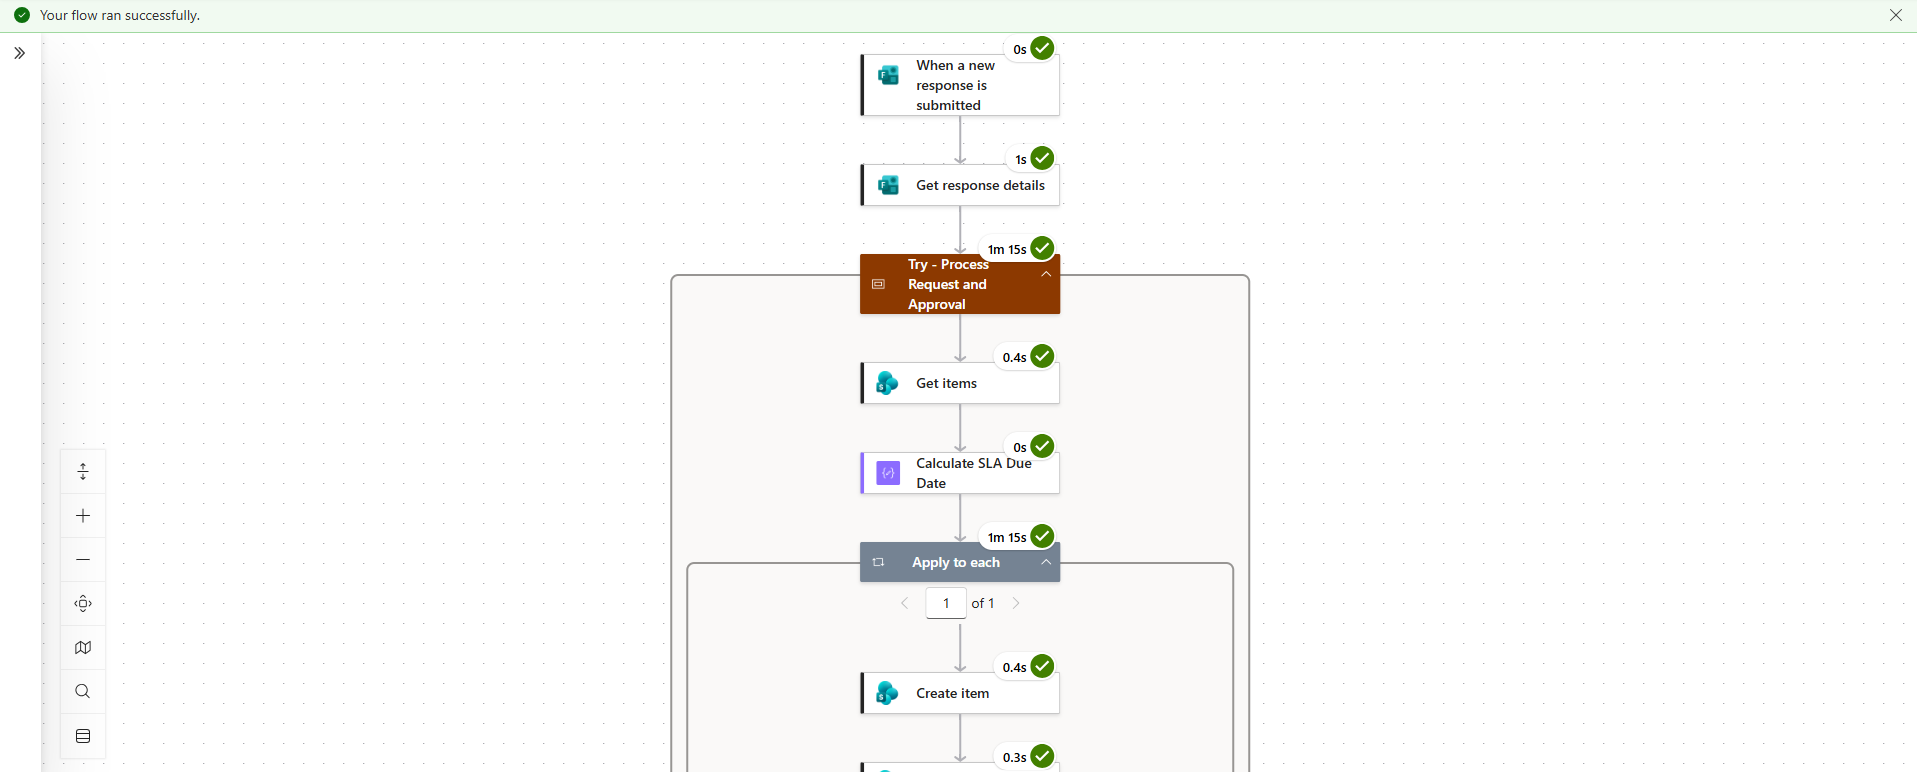 Your flow ran successfully.
0s
When a new
response is
submitted
1s
Get response details
1m 15s
Try - Process
Request and
Approval
0.4s
Get items
0s
Calculate SLA Due
Date
1m 15s
Apply to each
1 of 1
0.4s
Create item
0.3s